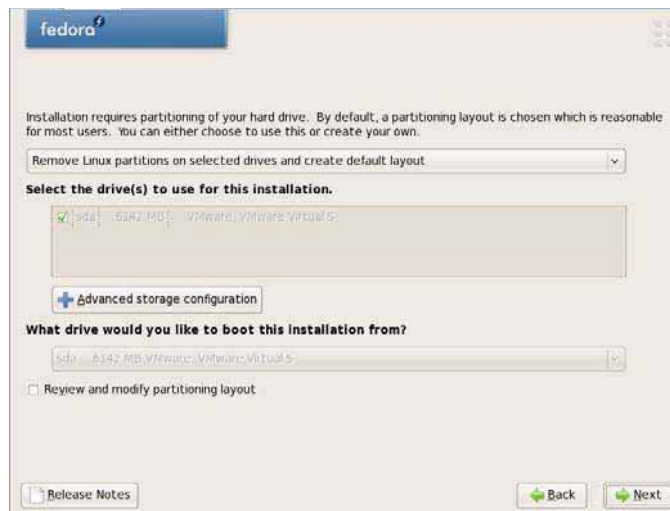 fedora
Installation requires partitioning of your hard drive. By default, a partitioning layout is chosen which is reasonable
for most users. You can either choose to use this or create your own.
Remove Linux partitions on selected drives and create default layout
Select the drive(s) to use for this installation.
sda 6142 MB VMware, VMware Virtual S
Advanced storage configuration
What drive would you like to boot this installation from?
sda 6142 MB VMware, VMware Virtual S
Review and modify partitioning layout
Release Notes
Back
Next